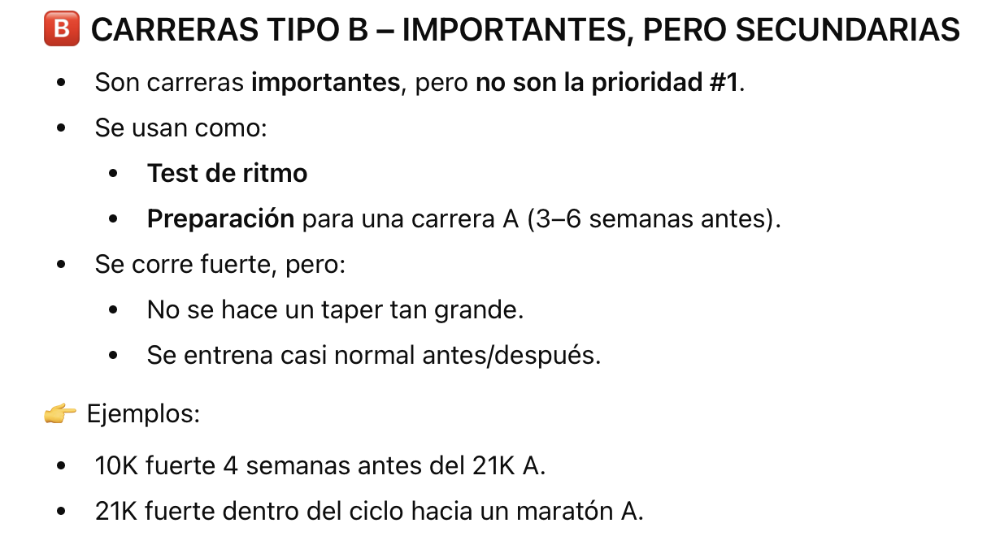 🅱️ CARRERAS TIPO B – IMPORTANTES, PERO SECUNDARIAS
• Son carreras importantes, pero no son la prioridad #1.
• Se usan como:
• Test de ritmo
• Preparación para una carrera A (3–6 semanas antes).
• Se corre fuerte, pero:
• No se hace un taper tan grande.
• Se entrena casi normal antes/después.
👉 Ejemplos:
• 10K fuerte 4 semanas antes del 21K A.
• 21K fuerte dentro del ciclo hacia un maratón A.